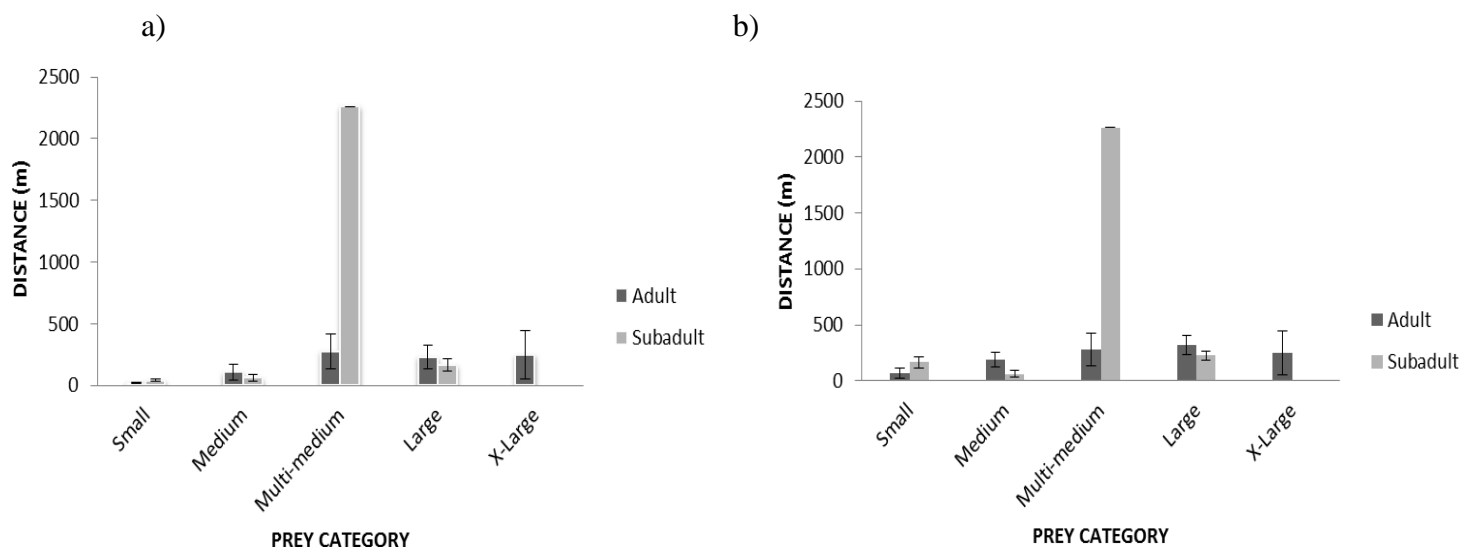 a)
2500
2000
1500
1000
500
0
DISTANCE (m)
Small
Medium
Multi-medium
Large
X-Large
PREY CATEGORY
Adult
Subadult
b)
2500
2000
1500
1000
500
0
DISTANCE (m)
Small
Medium
Multi-medium
Large
X-Large
PREY CATEGORY
Adult
Subadult